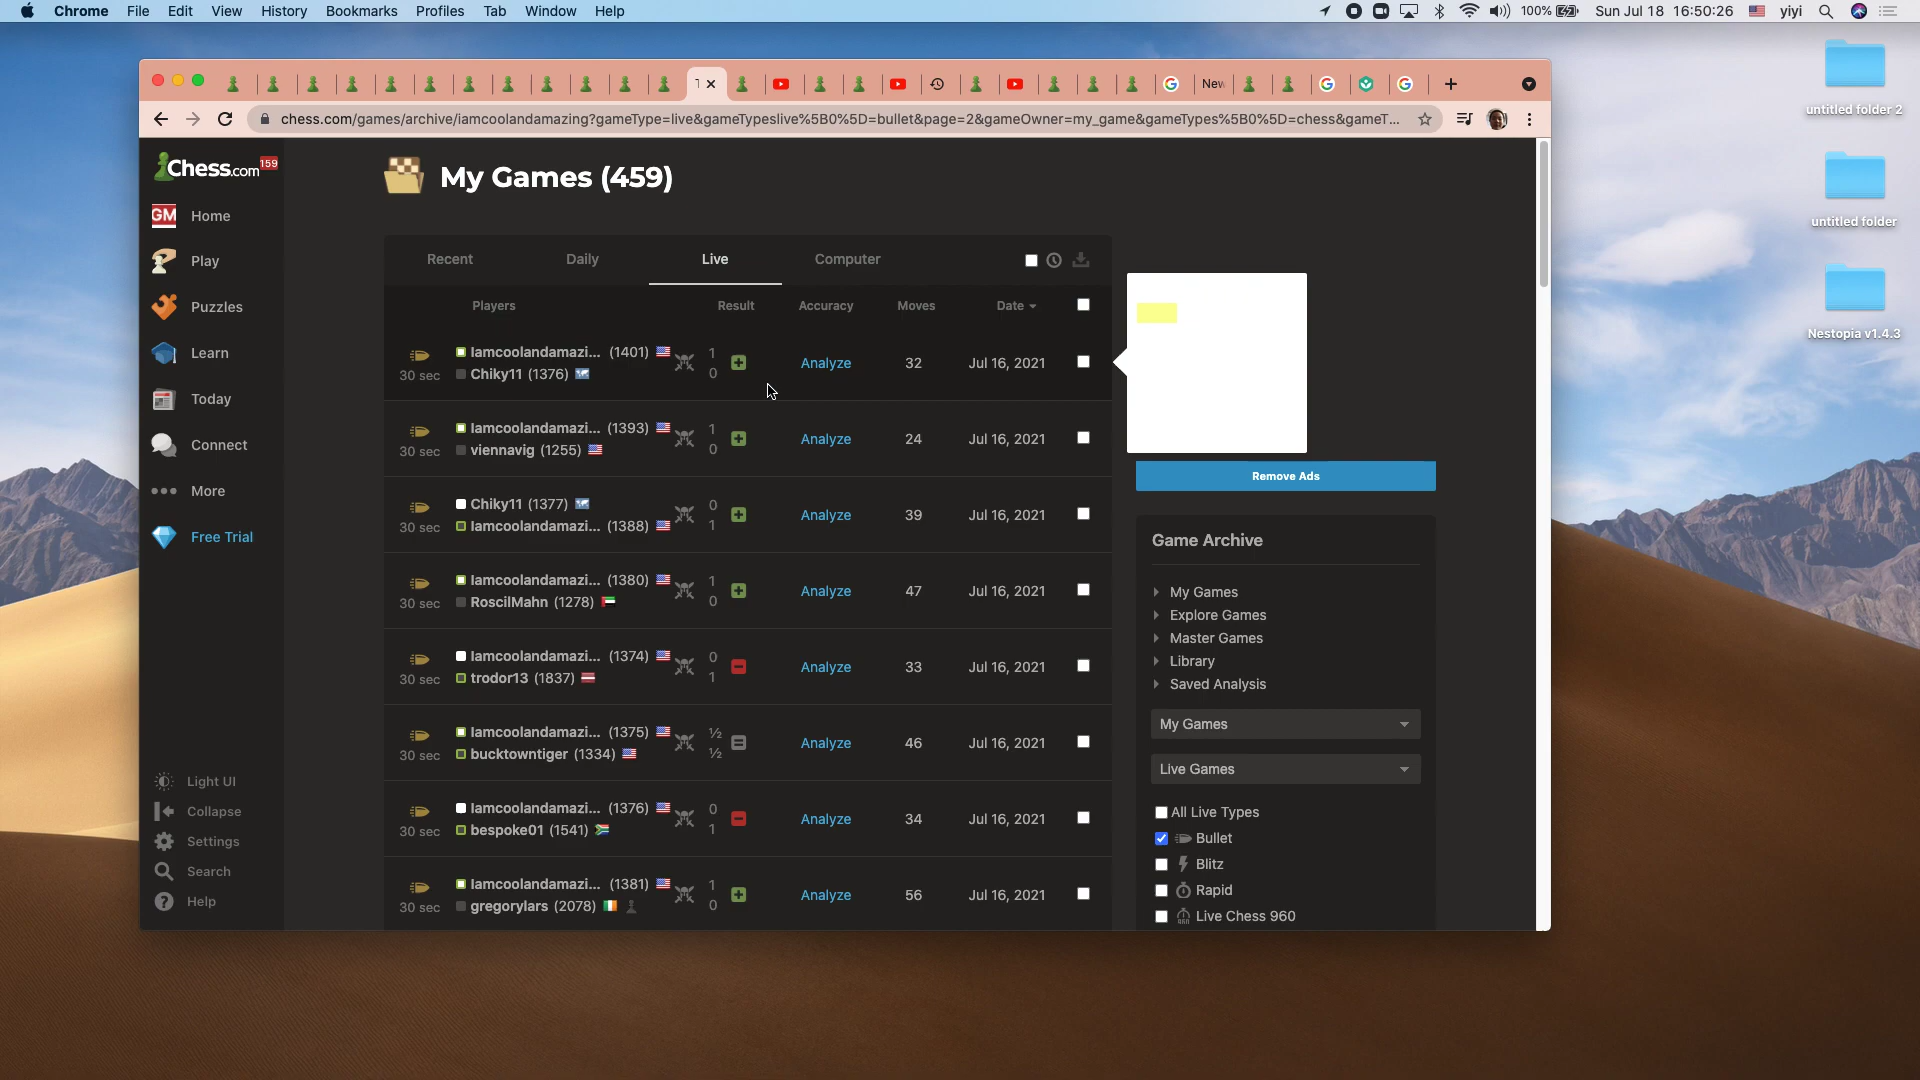 Chrome File Edit View History Bookmarks Profiles Tab Window Help 100% Sun Jul 18 16:50:26 yiyi
New
chess.com/games/archive/iamcoolandamazing?gameType=live&gameTypeslive%5B0%5D=bullet&page=2&gameOwner=my_game&gameTypes%5B0%5D=chess&gameT...
untitled folder 2
untitled folder
Nestopia v1.4.3
Chess.com 159
GM Home
Play
Puzzles
Learn
Today
Connect
More
Free Trial
Light UI
Collapse
Settings
Search
Help
My Games (459)
Recent Daily Live Computer
Players Result Accuracy Moves Date
30 sec
Iamcoolandamazi... (1401) 1
Chiky11 (1376) 0
Analyze 32 Jul 16, 2021
30 sec
Iamcoolandamazi... (1393) 1
viennavig (1255) 0
Analyze 24 Jul 16, 2021
30 sec
Chiky11 (1377) 0
Iamcoolandamazi... (1388) 1
Analyze 39 Jul 16, 2021
30 sec
Iamcoolandamazi... (1380) 1
RoscilMahn (1278) 0
Analyze 47 Jul 16, 2021
30 sec
Iamcoolandamazi... (1374) 0
trodor13 (1837) 1
Analyze 33 Jul 16, 2021
30 sec
Iamcoolandamazi... (1375) ½
bucktowntiger (1334) ½
Analyze 46 Jul 16, 2021
30 sec
Iamcoolandamazi... (1376) 0
bespoke01 (1541) 1
Analyze 34 Jul 16, 2021
30 sec
Iamcoolandamazi... (1381) 1
gregorylars (2078) 0
Analyze 56 Jul 16, 2021
Remove Ads
Game Archive
My Games
Explore Games
Master Games
Library
Saved Analysis
My Games
Live Games
All Live Types
Bullet
Blitz
Rapid
Live Chess 960